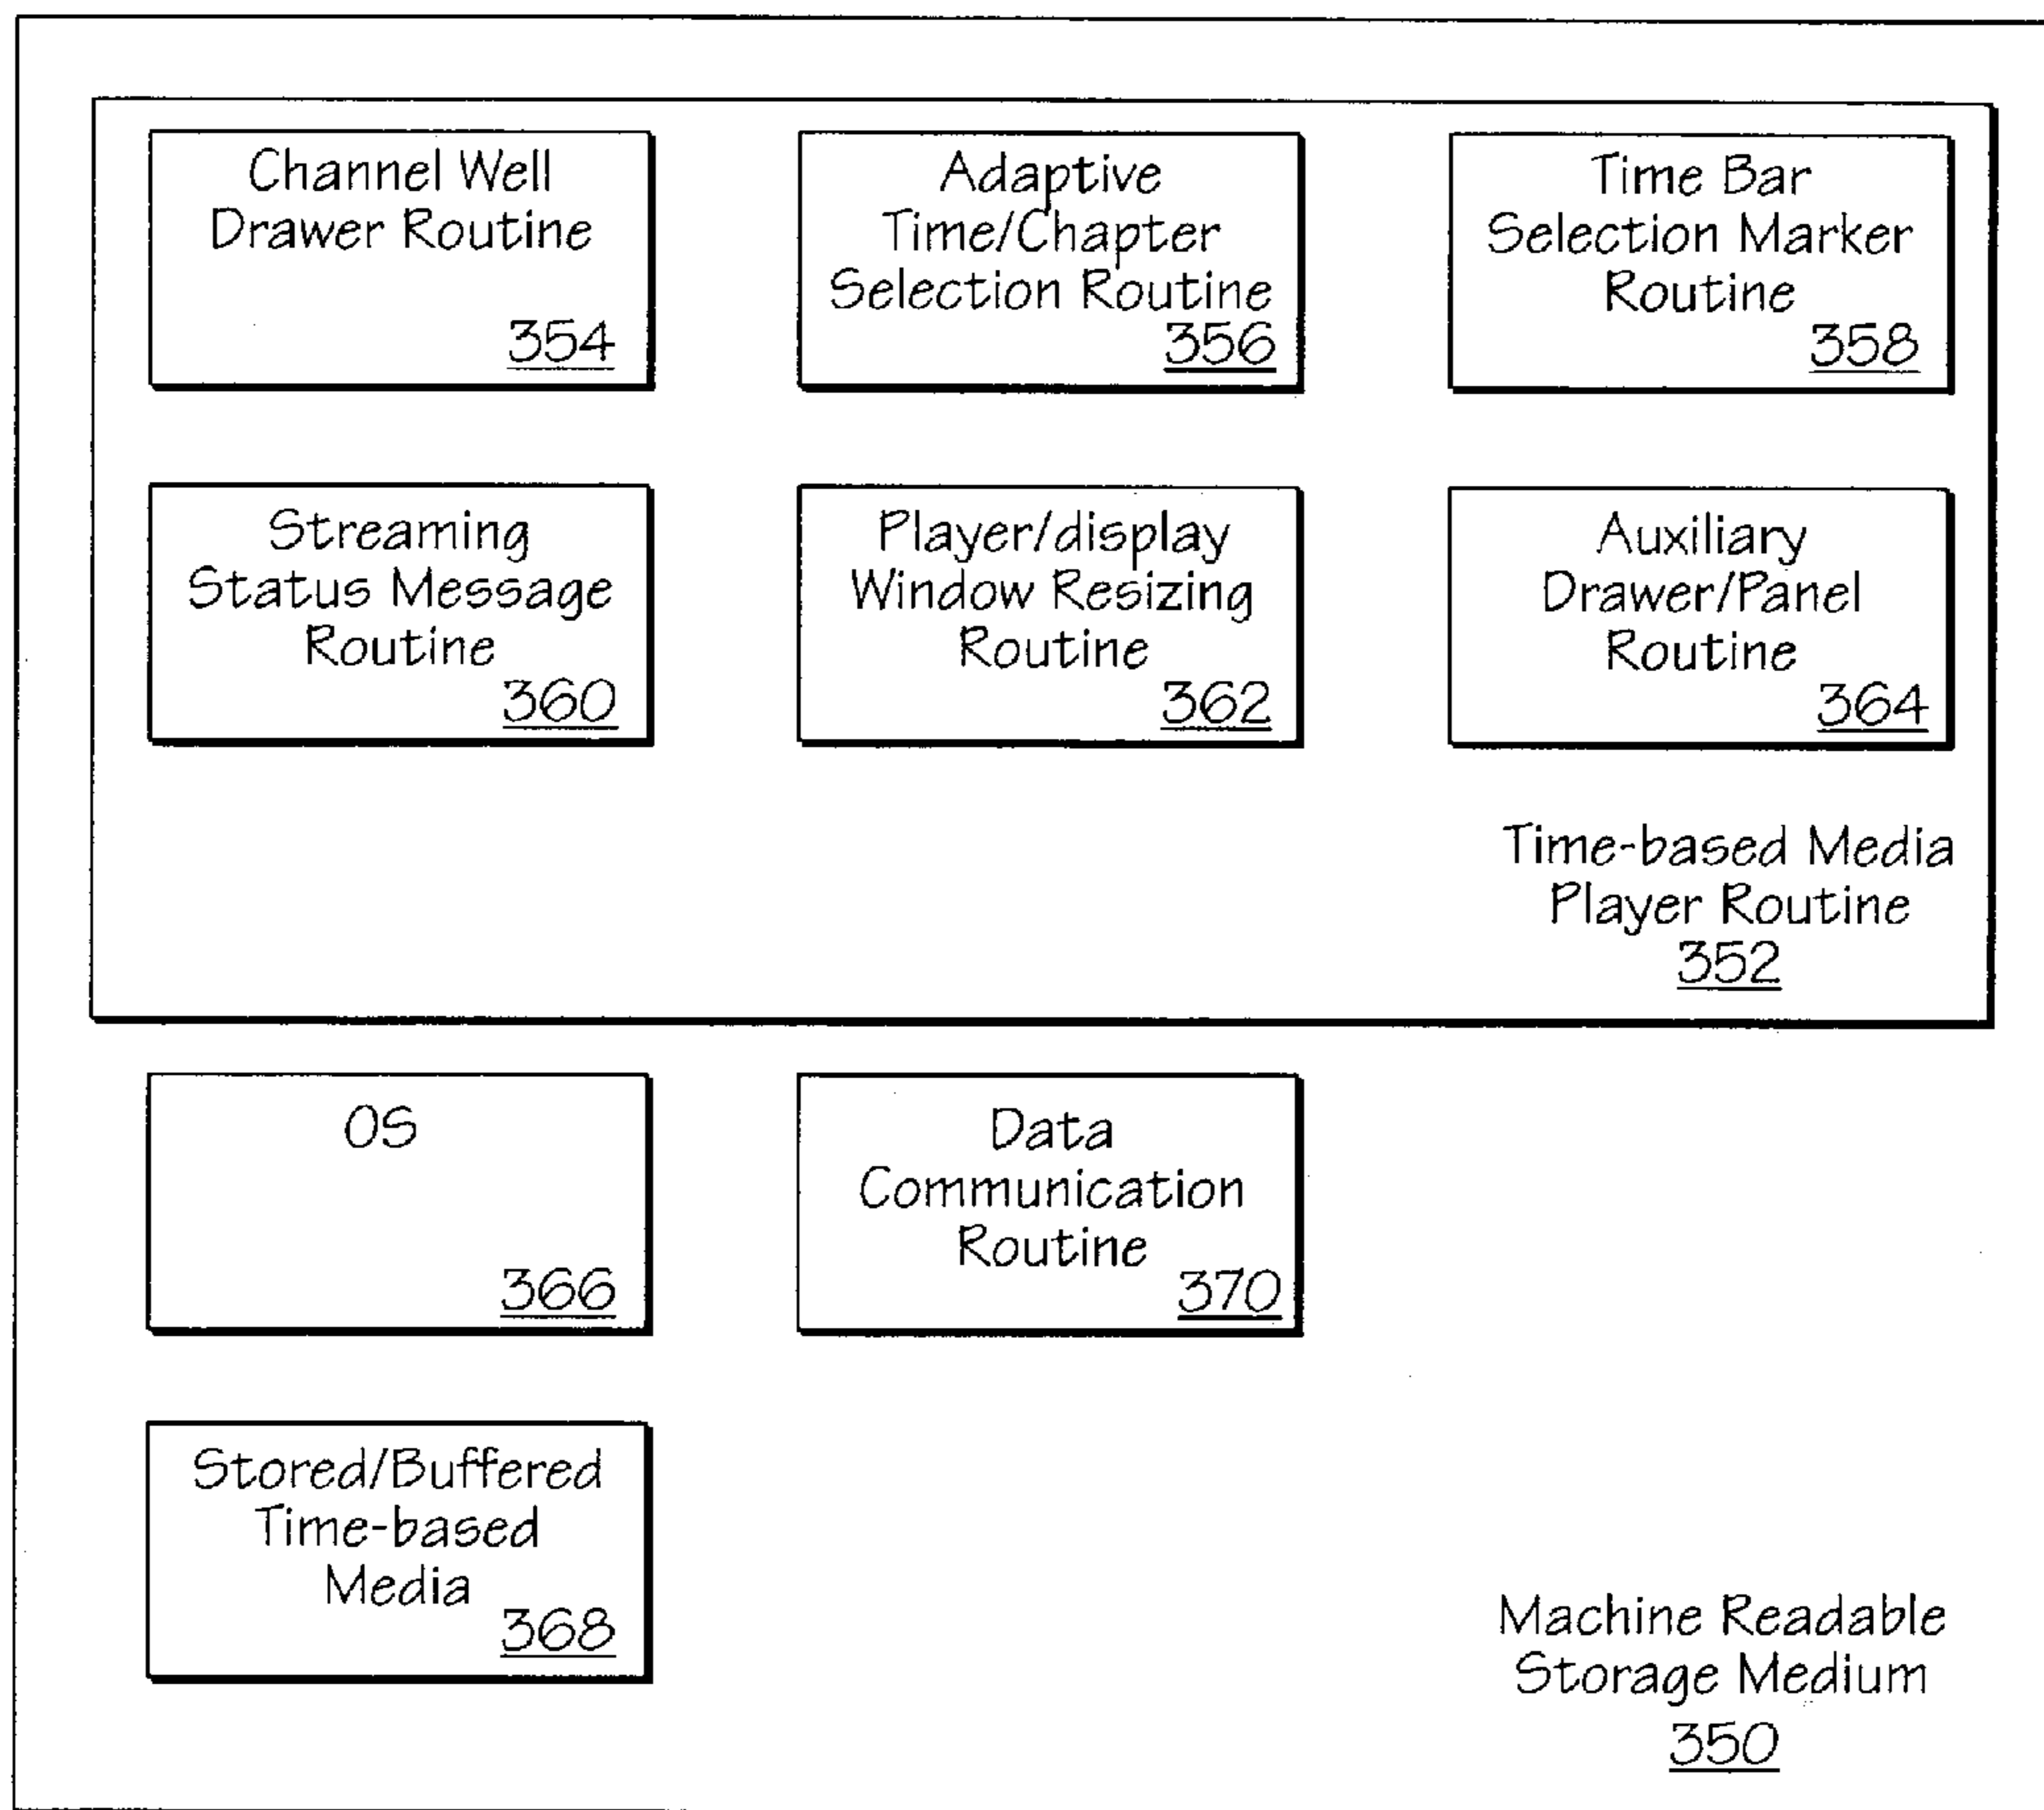 Channel Well
Drawer Routine
354
Adaptive
Time/Chapter
Selection Routine
356
Time Bar
Selection Marker
Routine
358
Streaming
Status Message
Routine
360
Player/display
Window Resizing
Routine
362
Auxiliary
Drawer/Panel
Routine
364
Time-based Media
Player Routine
352
OS
366
Data
Communication
Routine
370
Stored/Buffered
Time-based
Media
368
Machine Readable
Storage Medium
350